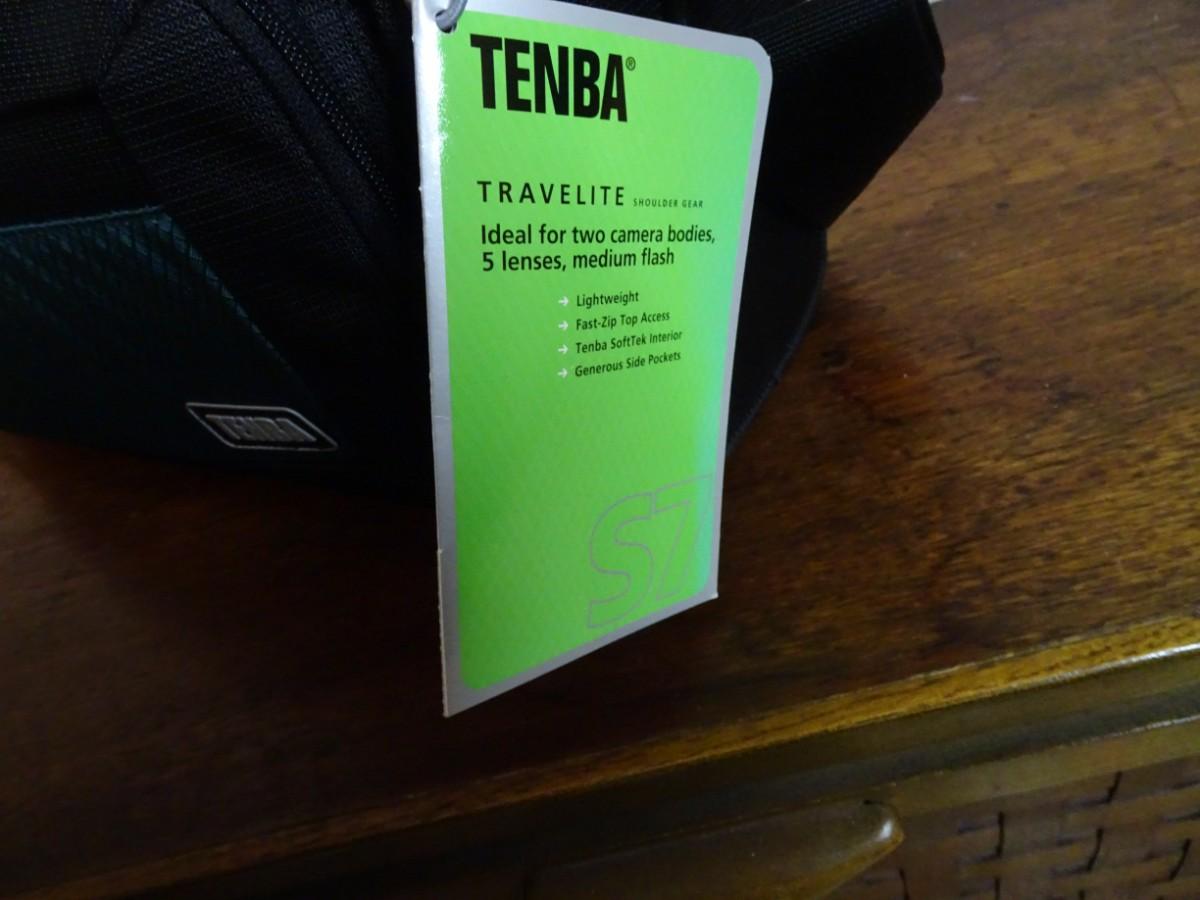 TENBA®
TRAVELITE SHOULDER GEAR
Ideal for two camera bodies,
5 lenses, medium flash
→ Lightweight
→ Fast-Zip Top Access
→ Tenba SoftTek Interior
→ Generous Side Pockets
S7
TENBA